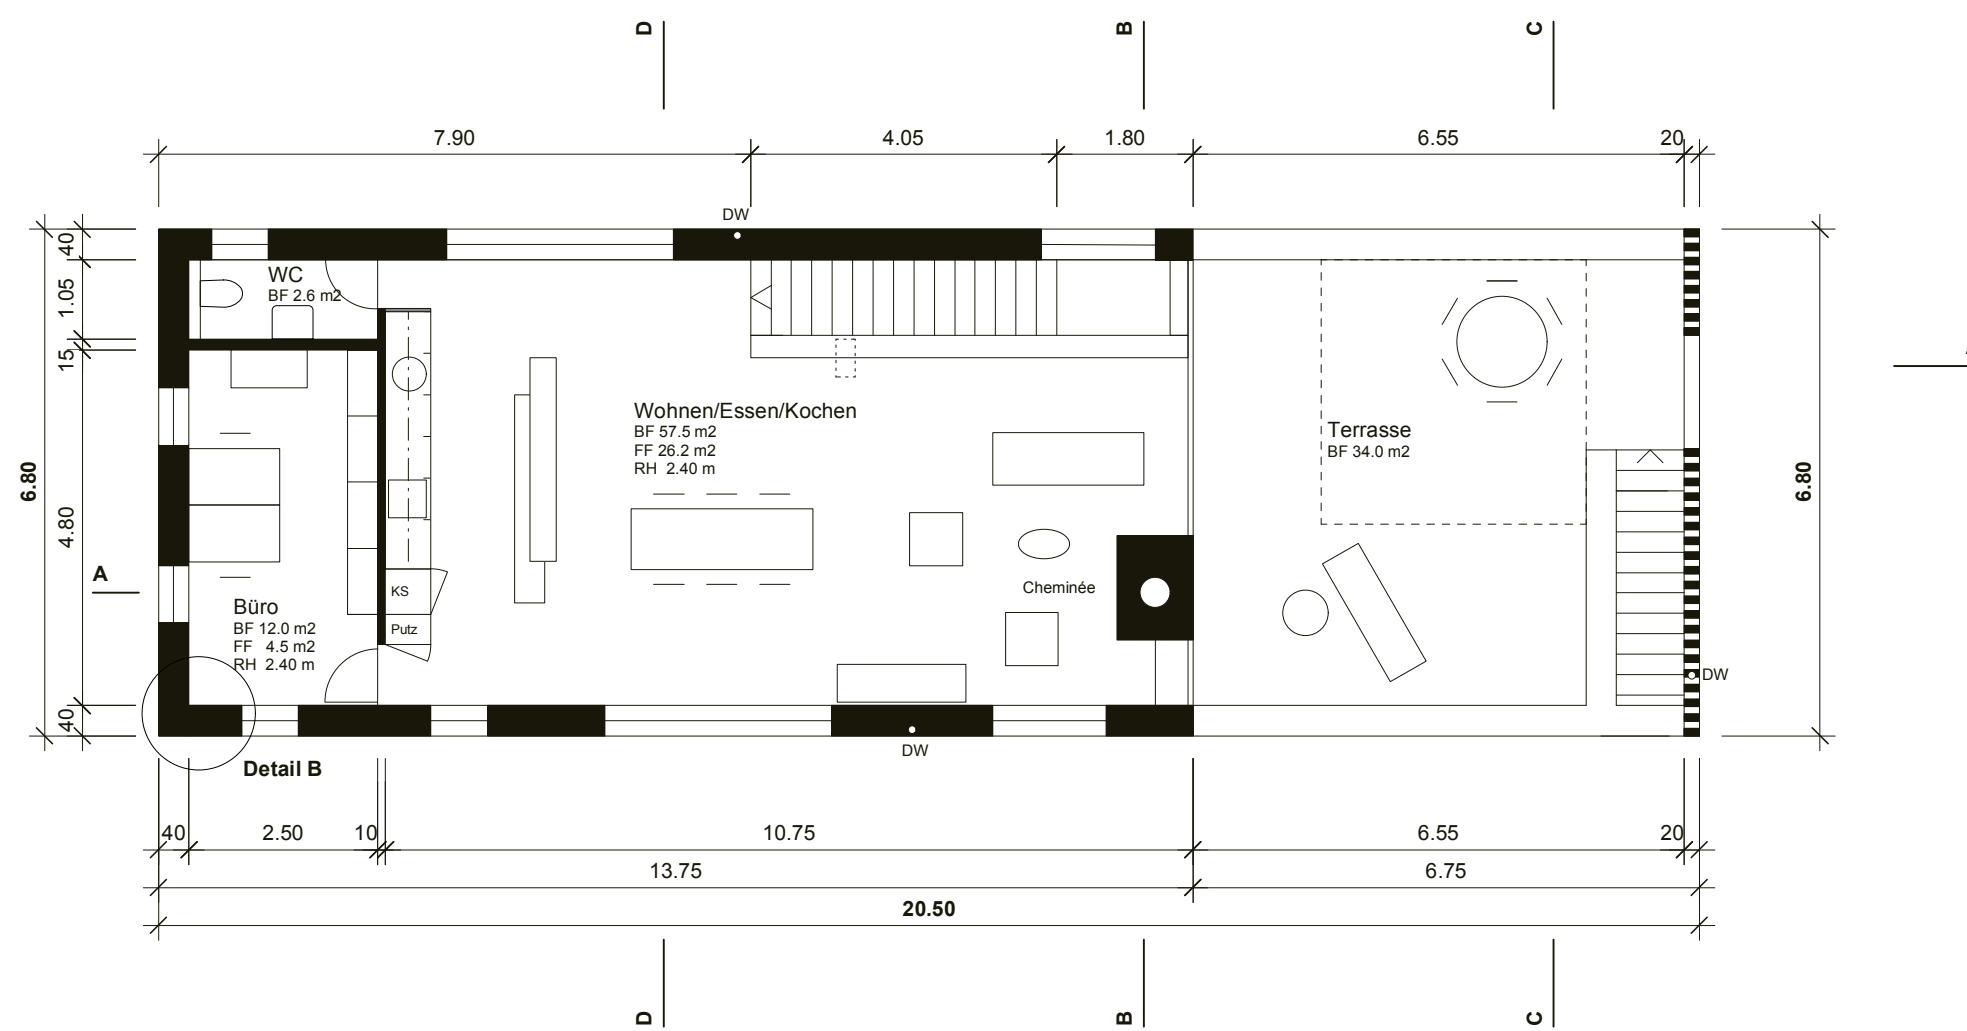 D
B
C
7.90
4.05
1.80
6.55
20
DW
40
1.05
15
4.80
40
6.80
6.80
WC
BF 2.6 m2
Wohnen/Essen/Kochen
BF 57.5 m2
FF 26.2 m2
RH 2.40 m
Terrasse
BF 34.0 m2
A
KS
Cheminée
Büro
BF 12.0 m2
FF 4.5 m2
RH 2.40 m
Putz
DW
DW
Detail B
40
2.50
10
10.75
6.55
20
13.75
6.75
20.50
D
B
C